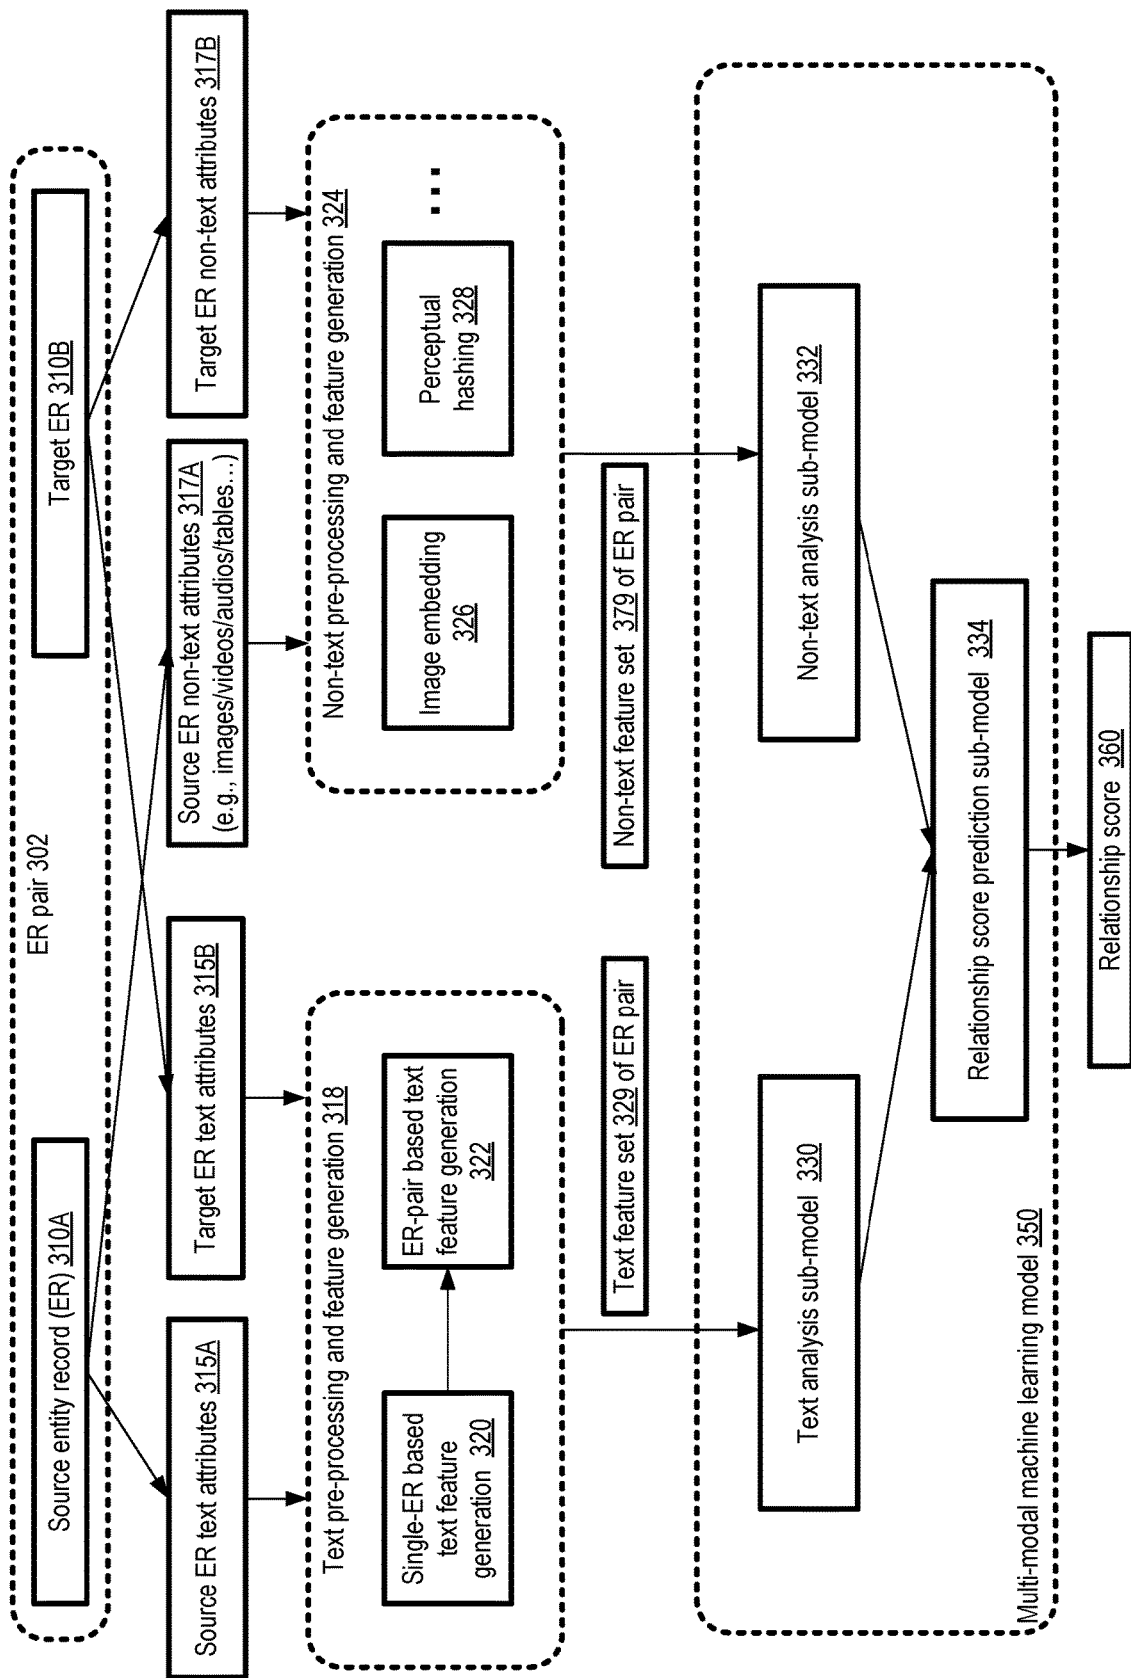 ER pair 302
Source entity record (ER) 310A
Target ER 310B
Source ER text attributes 315A
Target ER text attributes 315B
Source ER non-text attributes 317A
(e.g., images/videos/audios/tables…)
Target ER non-text attributes 317B
Text pre-processing and feature generation 318
Single-ER based
text feature
generation 320
ER-pair based text
feature generation
322
Non-text pre-processing and feature generation 324
Image embedding
326
Perceptual
hashing 328
...
Text feature set 329 of ER pair
Non-text feature set 379 of ER pair
Text analysis sub-model 330
Non-text analysis sub-model 332
Relationship score prediction sub-model 334
Multi-modal machine learning model 350
Relationship score 360